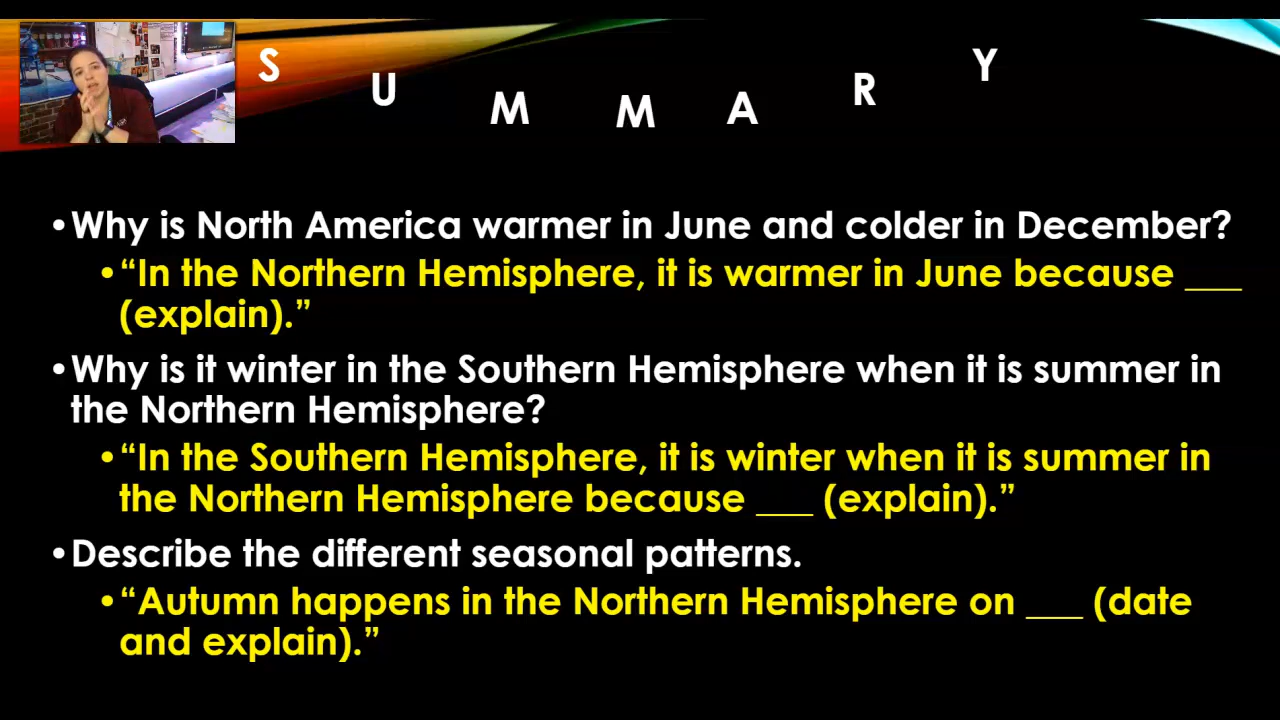 SUMMARY
•Why is North America warmer in June and colder in December?
•“In the Northern Hemisphere, it is warmer in June because ___
(explain).”
•Why is it winter in the Southern Hemisphere when it is summer in
the Northern Hemisphere?
•“In the Southern Hemisphere, it is winter when it is summer in
the Northern Hemisphere because ___ (explain).”
•Describe the different seasonal patterns.
•“Autumn happens in the Northern Hemisphere on ___ (date
and explain).”